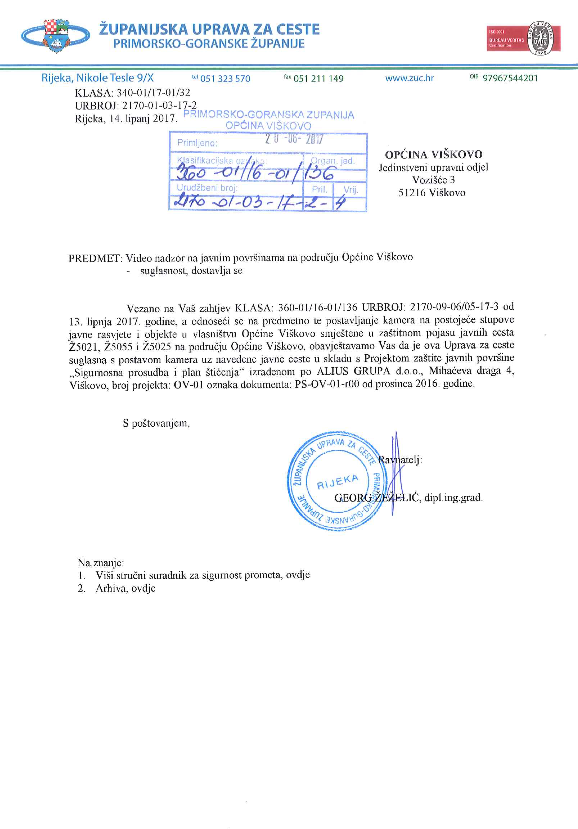 ŽUPANIJSKA UPRAVA ZA CESTE
PRIMORSKO-GORANSKE ŽUPANIJE
Rijeka, Nikole Tesle 9/X tel 051 323 570 fax 051 211 149 www.zuc.hr OIB 97967544201
KLASA: 340-01/17-01/32
URBROJ: 2170-01-03-17-2
Rijeka, 14. lipanj 2017.
PRIMORSKO-GORANSKA ŽUPANIJA
OPĆINA VIŠKOVO
Primljeno: 20-06-2017
Klasifikacijska oznaka: Organ. jed.
360-01/16-01/136
Urudžbeni broj: Pril. Vrij.
2170-01-03-17-2
OPĆINA VIŠKOVO
Jedinstveni upravni odjel
Vozišće 3
51216 Viškovo
PREDMET: Video nadzor na javnim površinama na području Općine Viškovo
- suglasnost, dostavlja se
Vezano na Vaš zahtjev KLASA: 360-01/16-01/136 URBROJ: 2170-09-06/05-17-3 od
13. lipnja 2017. godine, a odnoseći se na predmetno te postavljanje kamera na postojeće stupove
javne rasvjete i objekte u vlasništvu Općine Viškovo smještene u zaštitnom pojasu javnih cesta
Ž5021, Ž5055 i Ž5025 na području Općine Viškovo, obavještavamo Vas da je ova Uprava za ceste
suglasna s postavom kamera uz navedene javne ceste u skladu s Projektom zaštite javnih površine
„Sigurnosna prosudba i plan štićenja“ izrađenom po ALIUS GRUPA d.o.o., Mihaćeva draga 4,
Viškovo, broj projekta: OV-01 oznaka dokumenta: PS-OV-01-r00 od prosinca 2016. godine.
S poštovanjem,
ŽUPANIJSKA UPRAVA ZA CESTE
PRIMORSKO-GORANSKE ŽUPANIJE
RIJEKA
Ravnatelj:
GEORG ŽEŽELIĆ, dipl.ing.grad.
Na znanje:
1. Viši stručni suradnik za sigurnost prometa, ovdje
2. Arhiva, ovdje